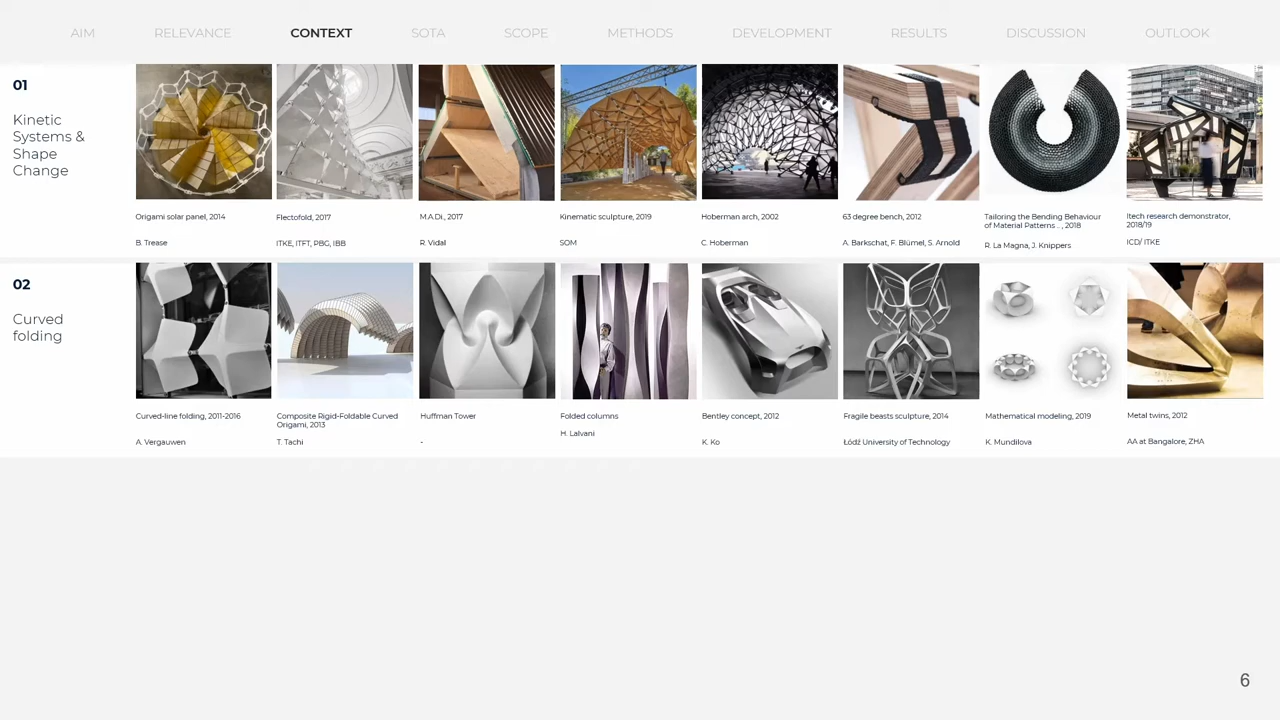 AIM RELEVANCE CONTEXT SOTA SCOPE METHODS DEVELOPMENT RESULTS DISCUSSION OUTLOOK
01
Kinetic
Systems &
Shape
Change
Origami solar panel, 2014
B. Trease
Flectofold, 2017
ITKE, ITFT, PBG, IBB
M.A.Di., 2017
R. Vidal
Kinematic sculpture, 2019
SOM
Hoberman arch, 2002
C. Hoberman
63 degree bench, 2012
A. Barkschat, F. Blümel, S. Arnold
Tailoring the Bending Behaviour
of Material Patterns .. , 2018
R. La Magna, J. Knippers
Itech research demonstrator,
2018/19
ICD/ ITKE
02
Curved
folding
Curved-line folding, 2011-2016
A. Vergauwen
Composite Rigid-Foldable Curved
Origami, 2013
T. Tachi
Huffman Tower
-
Folded columns
H. Lalvani
Bentley concept, 2012
K. Ko
Fragile beasts sculpture, 2014
Łódź University of Technology
Mathematical modeling, 2019
K. Mundilova
Metal twins, 2012
AA at Bangalore, ZHA
6